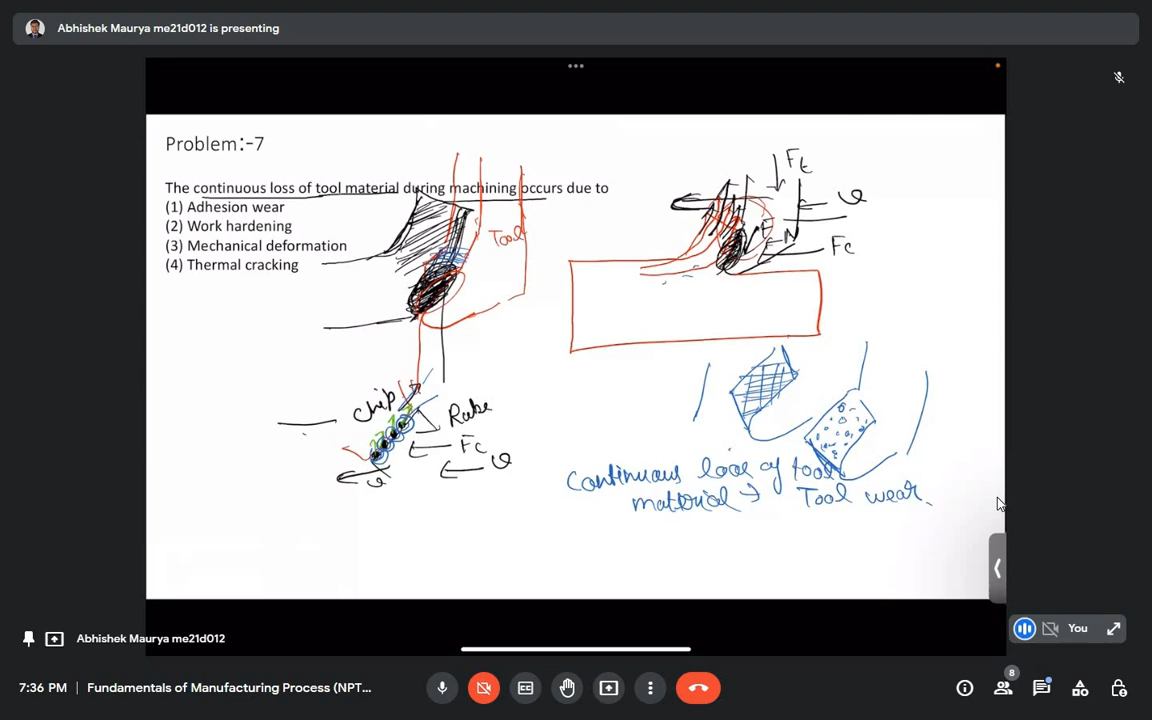 Abhishek Maurya me21d012 is presenting
Problem:-7
The continuous loss of tool material during machining occurs due to
(1) Adhesion wear
(2) Work hardening
(3) Mechanical deformation
(4) Thermal cracking
Tool
Ft
Fc
chip
Rake
Fc
Continuous loss of tool
material → Tool wear.
Abhishek Maurya me21d012
You
7:36 PM | Fundamentals of Manufacturing Process (NPT...
8